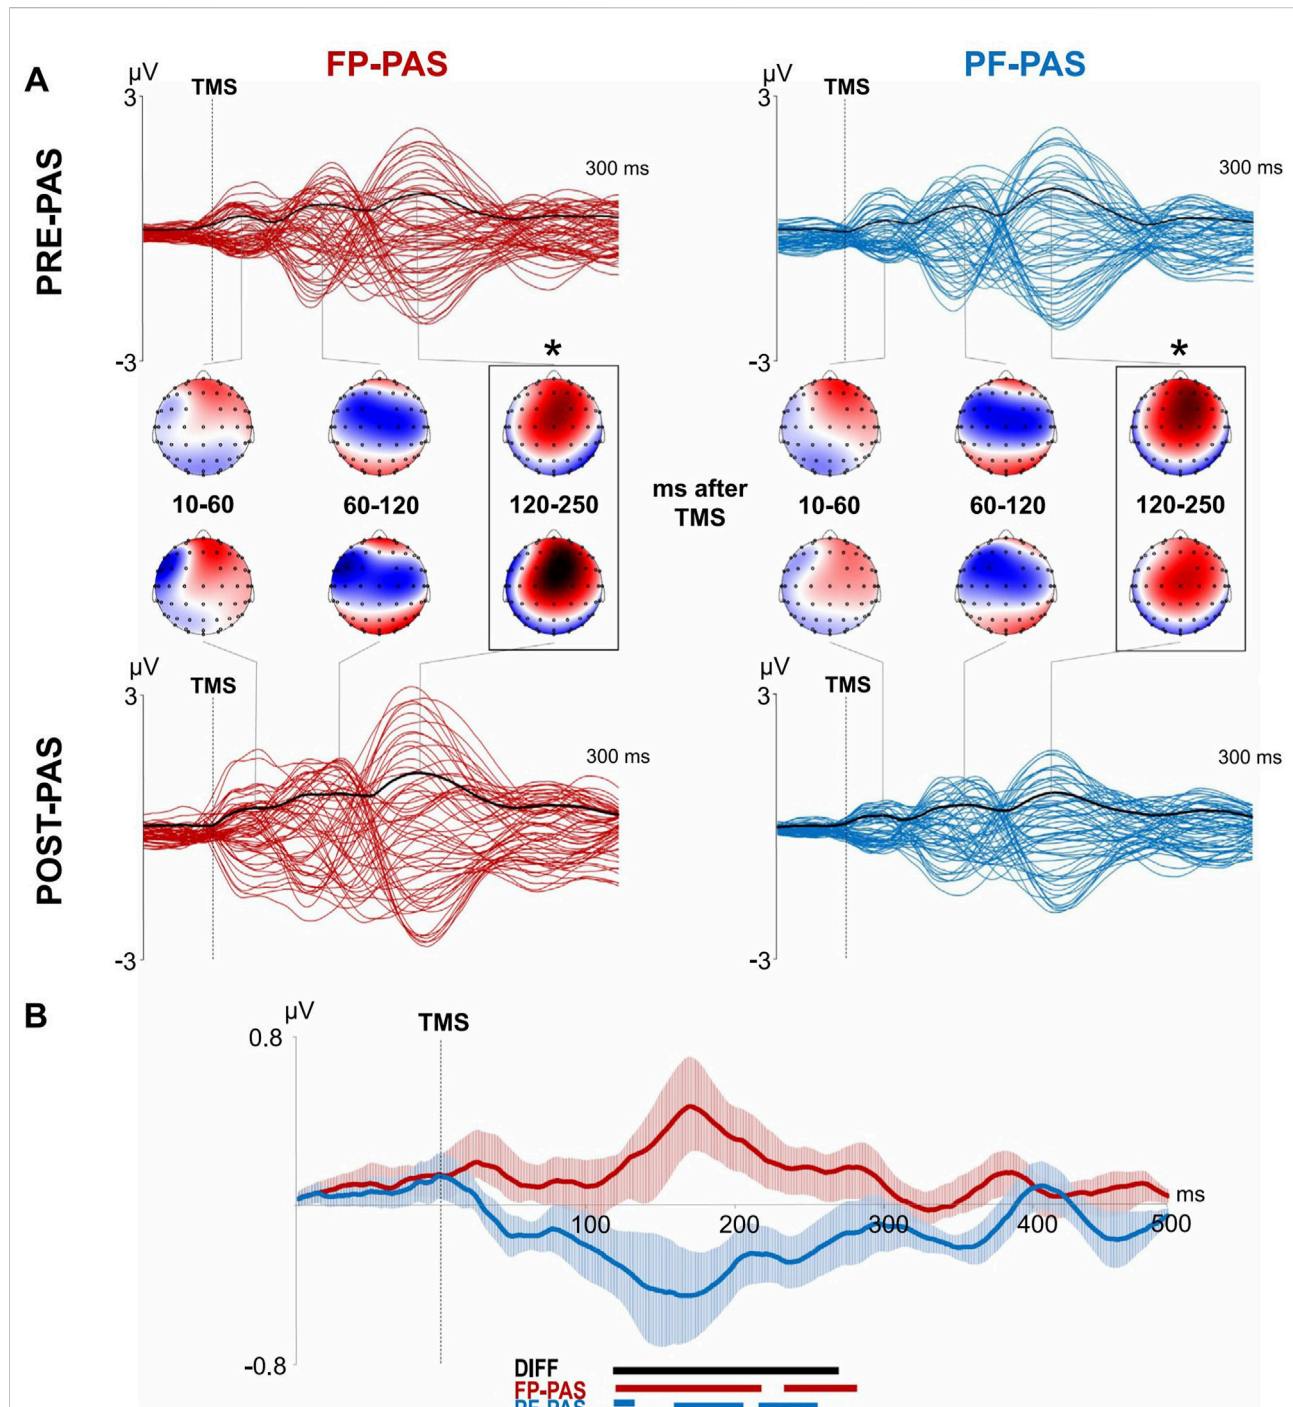 A
FP-PAS
PF-PAS
µV
TMS
µV
TMS
3
3
PRE-PAS
300 ms
300 ms
-3
-3
*
*
10-60
60-120
120-250
ms after
TMS
10-60
60-120
120-250
µV
TMS
µV
TMS
3
3
POST-PAS
300 ms
300 ms
-3
-3
B
µV
TMS
0.8
ms
100
200
300
400
500
-0.8
DIFF
FP-PAS
PF-PAS